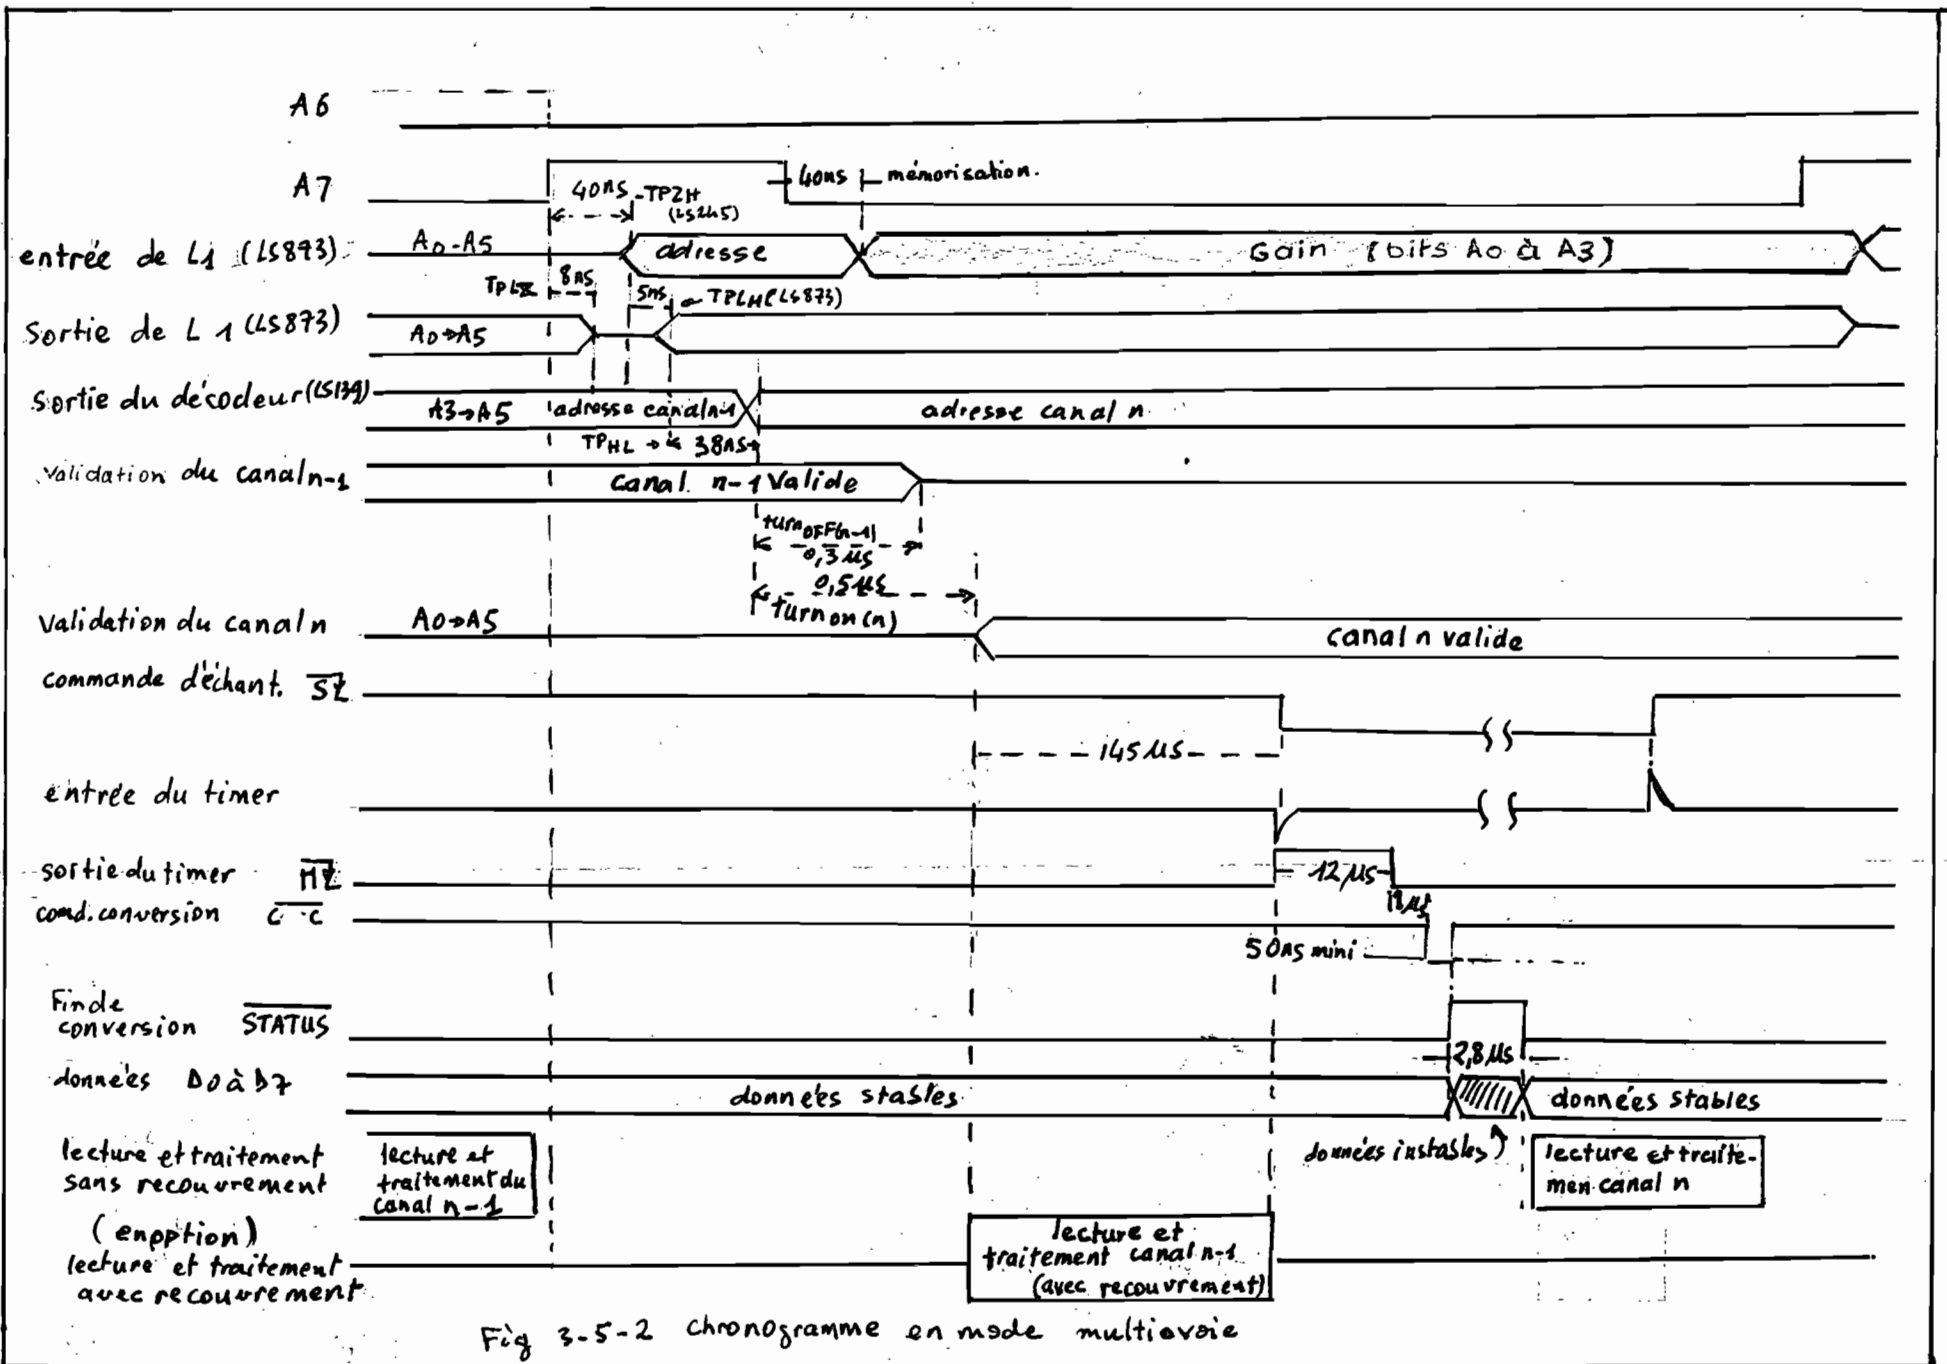 A6
A7
40ns
TPZH
(LS245)
40ns
mémorisation.
entrée de L1 (LS873)
A0-A5
adresse
Gain (bits A0 à A3)
8ns
5ns
TPLH(LS873)
Sortie de L1 (LS873)
A0→A5
Sortie du décodeur (LS139)
A3→A5
adresse canal n-1
adresse canal n
TPHL
38ns
Validation du canal n-1
canal n-1 Valide
turn OFF(n-1)
0,3 µs
0,5 µs
turn on (n)
Validation du canal n
A0→A5
canal n valide
commande d'échant.
145 µs
entrée du timer
sortie du timer
12 µs
comd. conversion C C
50ns mini
Fin de
conversion STATUS
2,8 µs
données D0 à D7
données stables
données stables
données instables
lecture et traitement
sans recouvrement
lecture et
traitement du
canal n-1
lecture et traite-
men canal n
(enoption)
lecture et traitement
avec recouvrement
lecture et
traitement canal n-1
(avec recouvrement)
Fig 3-5-2 chronogramme en mode multiovoie